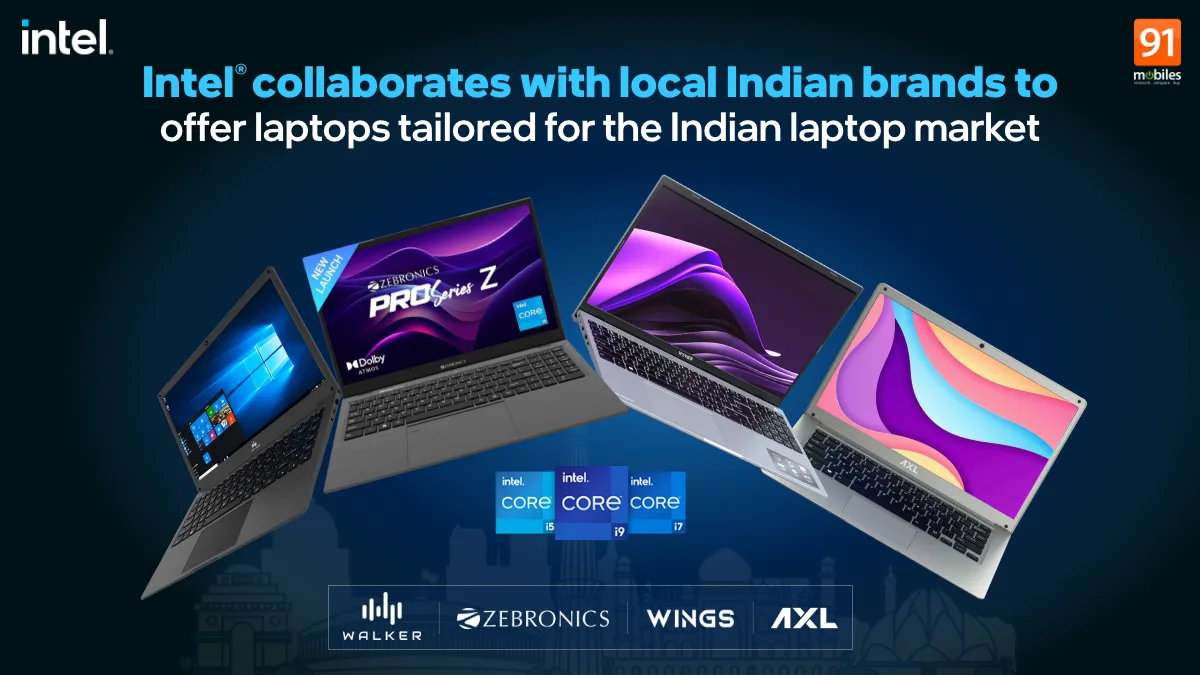 intel.
91
mobiles
Intel® collaborates with local Indian brands to
offer laptops tailored for the Indian laptop market
NEW
LAUNCH
ZEBRONICS
PRO Series Z
intel
CORE
Dolby
ATMOS
ZEBRONICS
WINGS
AXL
intel.
CORE
i5
intel.
CORE
i9
intel.
CORE
i7
WALKER
ZEBRONICS
WINGS
AXL